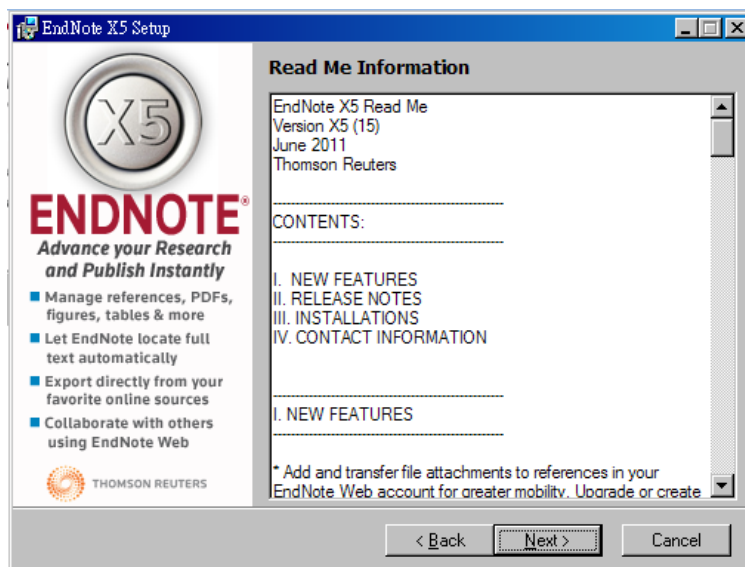 EndNote X5 Setup
X5
ENDNOTE®
Advance your Research
and Publish Instantly
Manage references, PDFs,
figures, tables & more
Let EndNote locate full
text automatically
Export directly from your
favorite online sources
Collaborate with others
using EndNote Web
THOMSON REUTERS
Read Me Information
EndNote X5 Read Me
Version X5 (15)
June 2011
Thomson Reuters
------------------------------------------------------------
CONTENTS:
------------------------------------------------------------
I. NEW FEATURES
II. RELEASE NOTES
III. INSTALLATIONS
IV. CONTACT INFORMATION
------------------------------------------------------------
I. NEW FEATURES
------------------------------------------------------------
* Add and transfer file attachments to references in your
EndNote Web account for greater mobility. Upgrade or create
< Back
Next >
Cancel